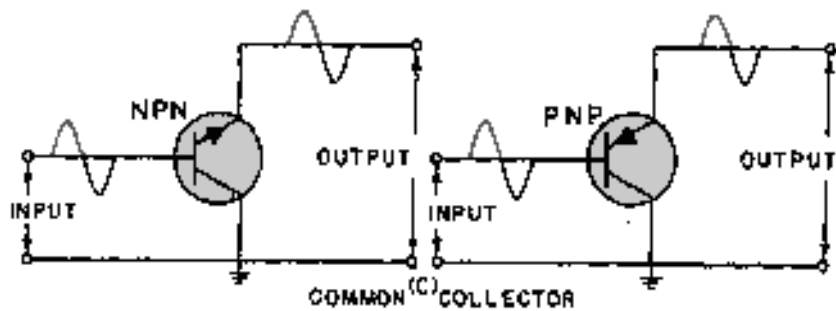 NPN
PNP
OUTPUT
OUTPUT
INPUT
INPUT
(C)
COMMON COLLECTOR